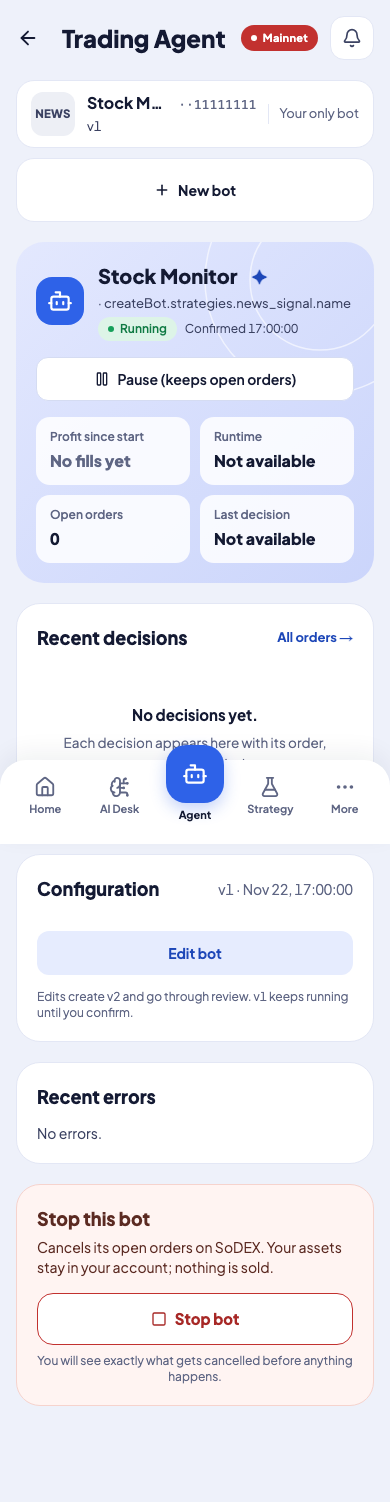 Trading Agent
Mainnet
NEWS
Stock M...
··11111111
v1
Your only bot
+ New bot
Stock Monitor
· createBot.strategies.news_signal.name
Running
Confirmed 17:00:00
Pause (keeps open orders)
Profit since start
No fills yet
Runtime
Not available
Open orders
0
Last decision
Not available
Recent decisions
All orders →
No decisions yet.
Each decision appears here with its order,
Home
AI Desk
Agent
Strategy
More
Configuration
v1 · Nov 22, 17:00:00
Edit bot
Edits create v2 and go through review. v1 keeps running
until you confirm.
Recent errors
No errors.
Stop this bot
Cancels its open orders on SoDEX. Your assets
stay in your account; nothing is sold.
Stop bot
You will see exactly what gets cancelled before anything
happens.